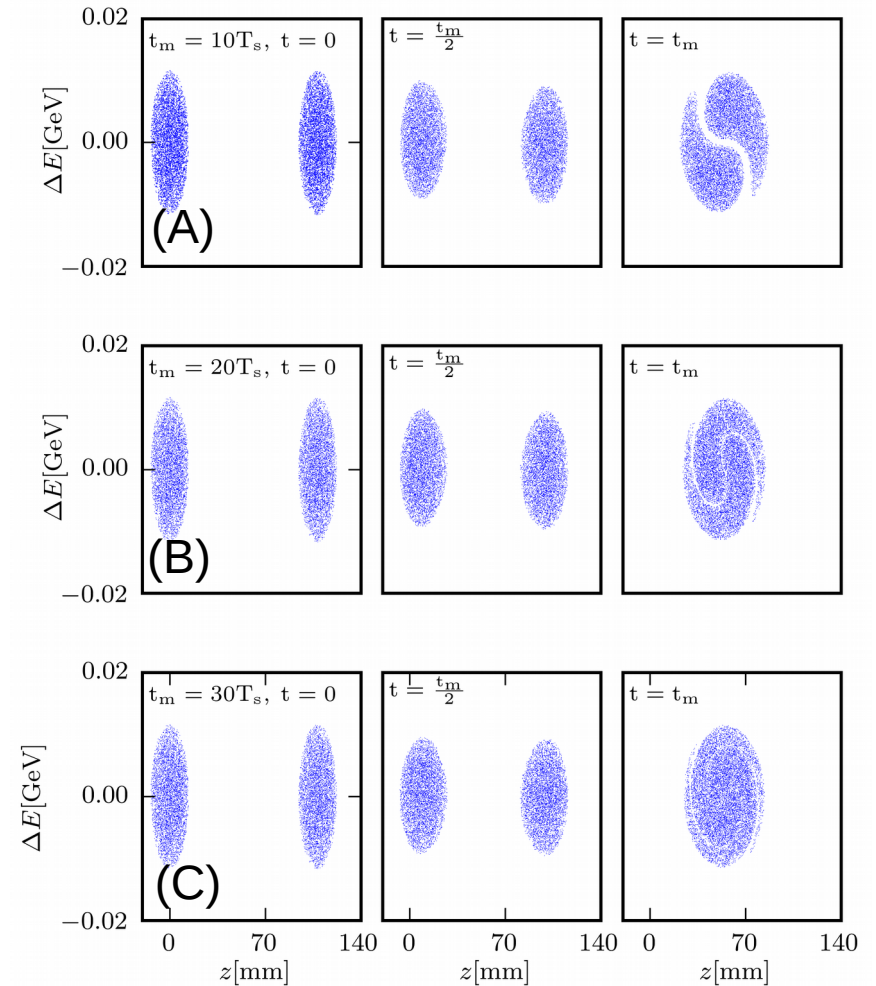 0.02
t_m = 10T_s, t = 0
t = t_m/2
t = t_m
ΔE[GeV]
0.00
(A)
−0.02
0.02
t_m = 20T_s, t = 0
t = t_m/2
t = t_m
ΔE[GeV]
0.00
(B)
−0.02
0.02
t_m = 30T_s, t = 0
t = t_m/2
t = t_m
ΔE[GeV]
0.00
(C)
−0.02
0 70 140 0 70 140 0 70 140
z[mm] z[mm] z[mm]